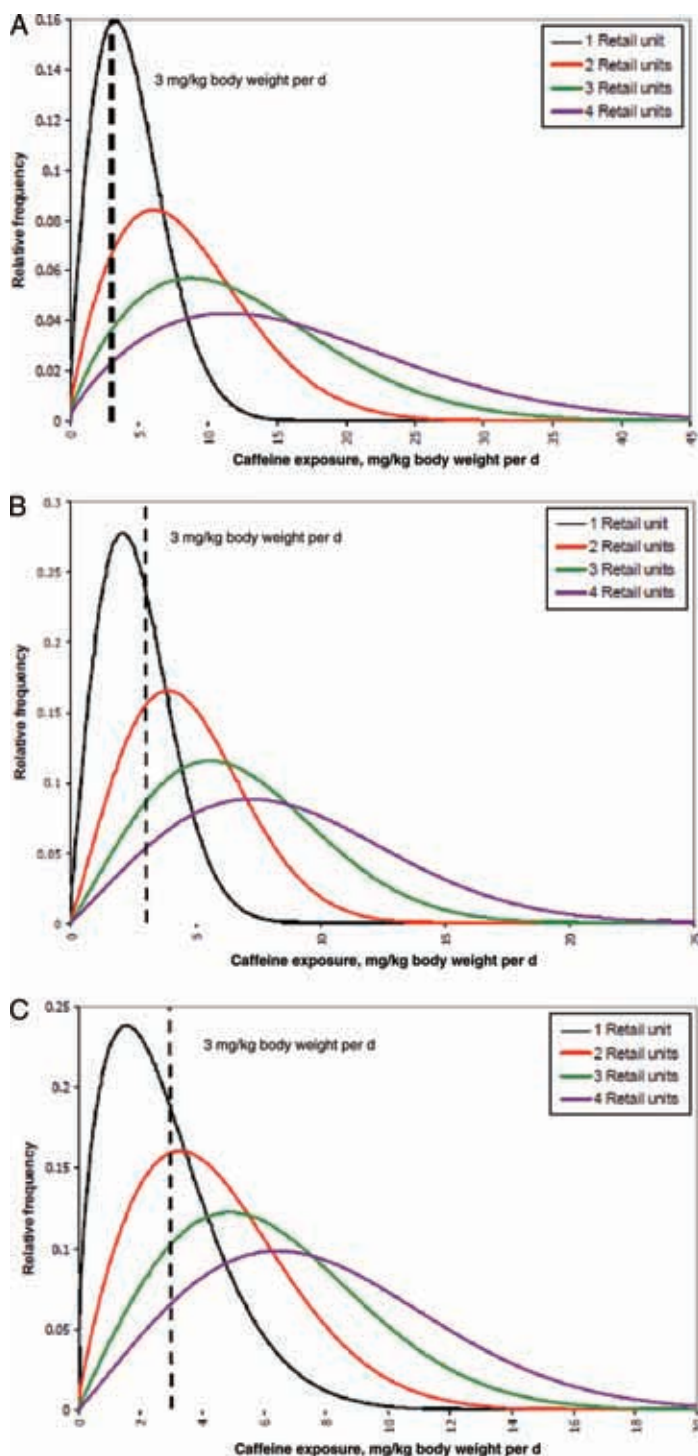 A
Relative frequency
0.16
0.14
0.12
0.1
0.08
0.06
0.04
0.02
0
3 mg/kg body weight per d
1 Retail unit
2 Retail units
3 Retail units
4 Retail units
0
5
10
15
20
25
30
35
40
45
Caffeine exposure, mg/kg body weight per d
B
Relative frequency
0.3
0.25
0.2
0.15
0.1
0.05
0
3 mg/kg body weight per d
1 Retail unit
2 Retail units
3 Retail units
4 Retail units
0
5
10
15
20
25
Caffeine exposure, mg/kg body weight per d
C
Relative frequency
0.25
0.2
0.15
0.1
0.05
0
3 mg/kg body weight per d
1 Retail unit
2 Retail units
3 Retail units
4 Retail units
0
2
4
6
8
10
12
14
16
18
Caffeine exposure, mg/kg body weight per d